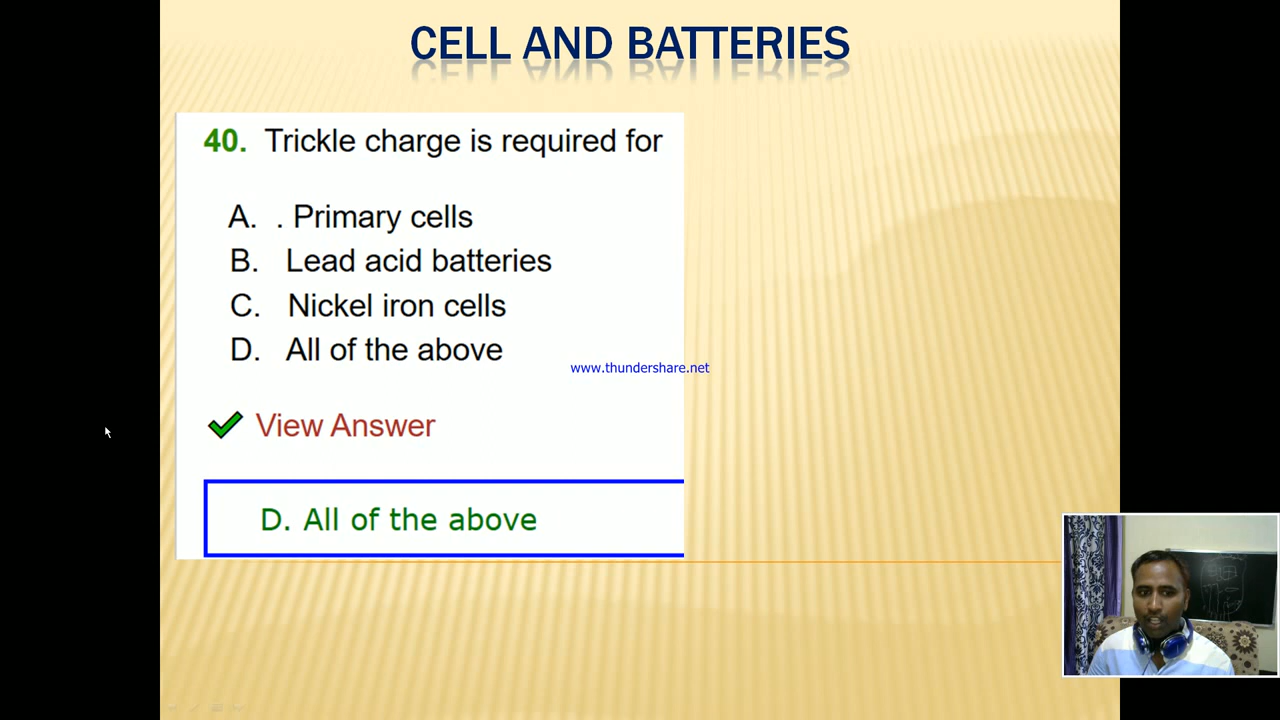 CELL AND BATTERIES
40. Trickle charge is required for
A. . Primary cells
B. Lead acid batteries
C. Nickel iron cells
D. All of the above
www.thundershare.net
View Answer
D. All of the above